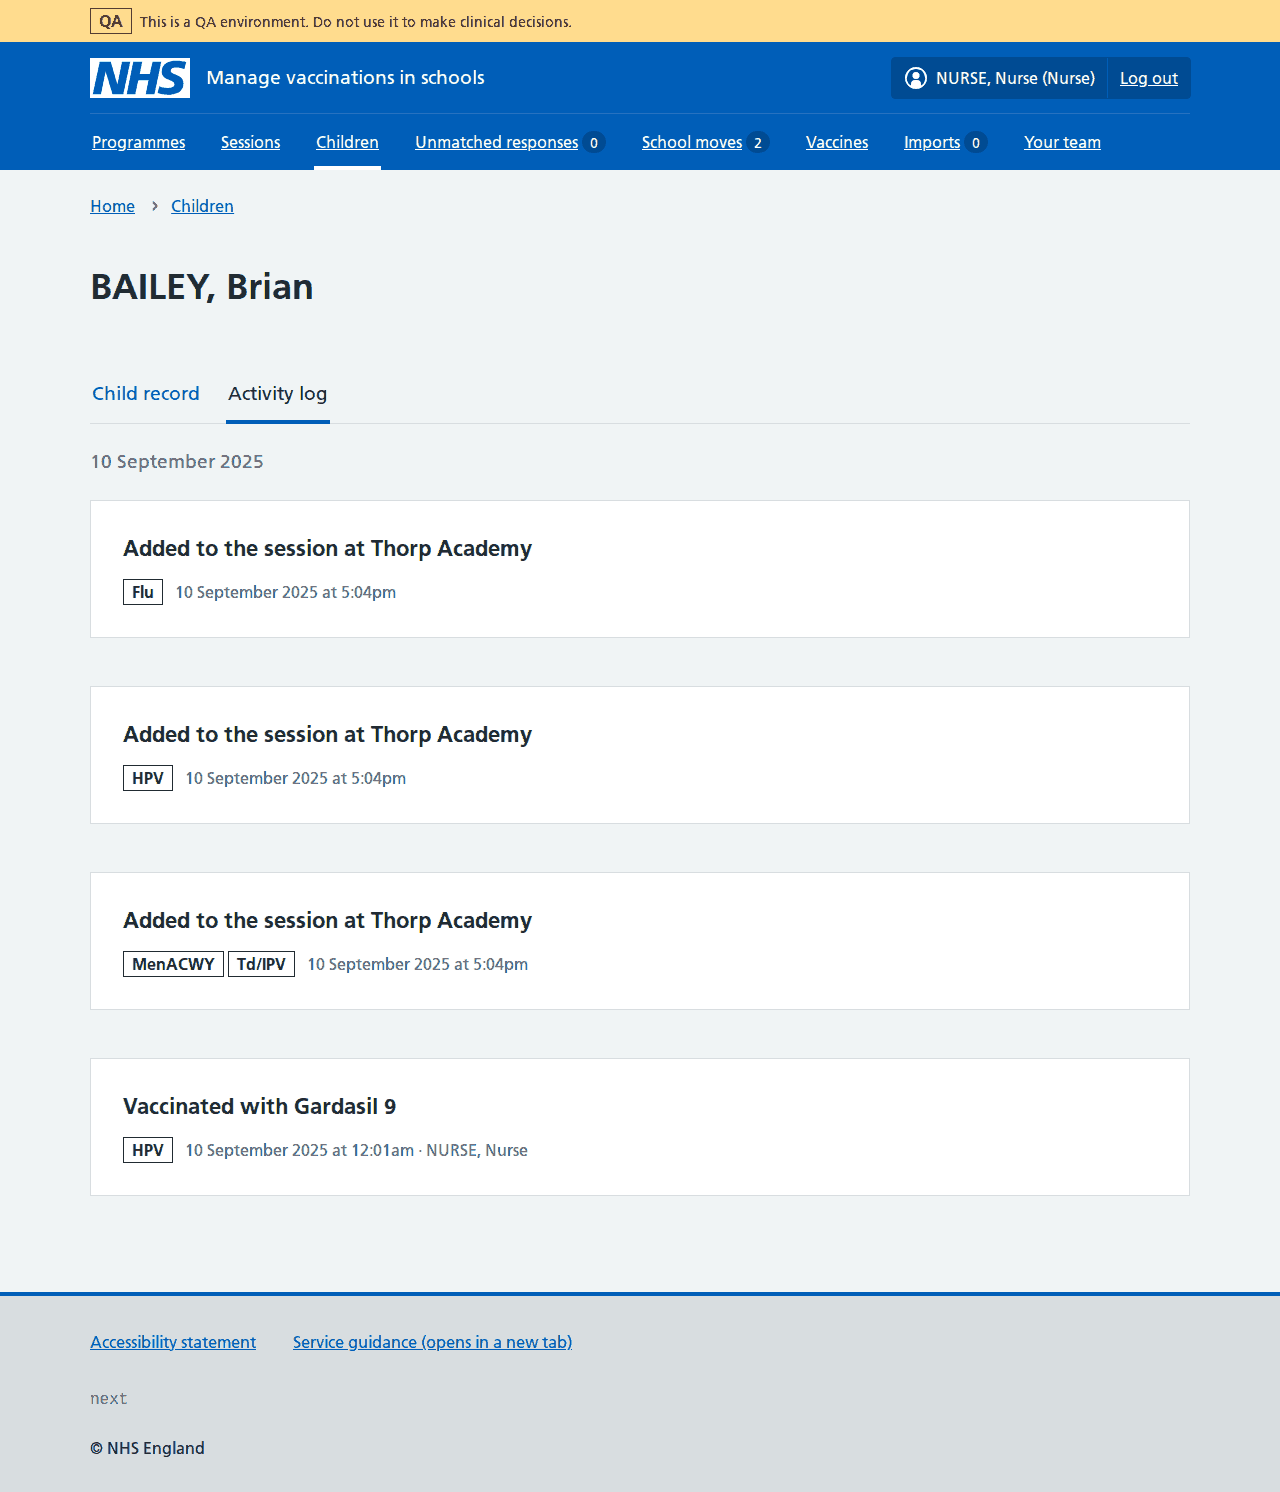 QA This is a QA environment. Do not use it to make clinical decisions.
NHS Manage vaccinations in schools NURSE, Nurse (Nurse) Log out
Programmes Sessions Children Unmatched responses 0 School moves 2 Vaccines Imports 0 Your team
Home Children
BAILEY, Brian
Child record Activity log
10 September 2025
Added to the session at Thorp Academy
Flu 10 September 2025 at 5:04pm
Added to the session at Thorp Academy
HPV 10 September 2025 at 5:04pm
Added to the session at Thorp Academy
MenACWY Td/IPV 10 September 2025 at 5:04pm
Vaccinated with Gardasil 9
HPV 10 September 2025 at 12:01am · NURSE, Nurse
Accessibility statement Service guidance (opens in a new tab)
next
© NHS England